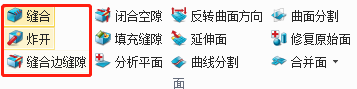 缝合 闭合空隙 反转曲面方向 曲面分割
炸开 填充缝隙 延伸面 修复原始面
缝合边缝隙 分析平面 曲线分割 合并面
面